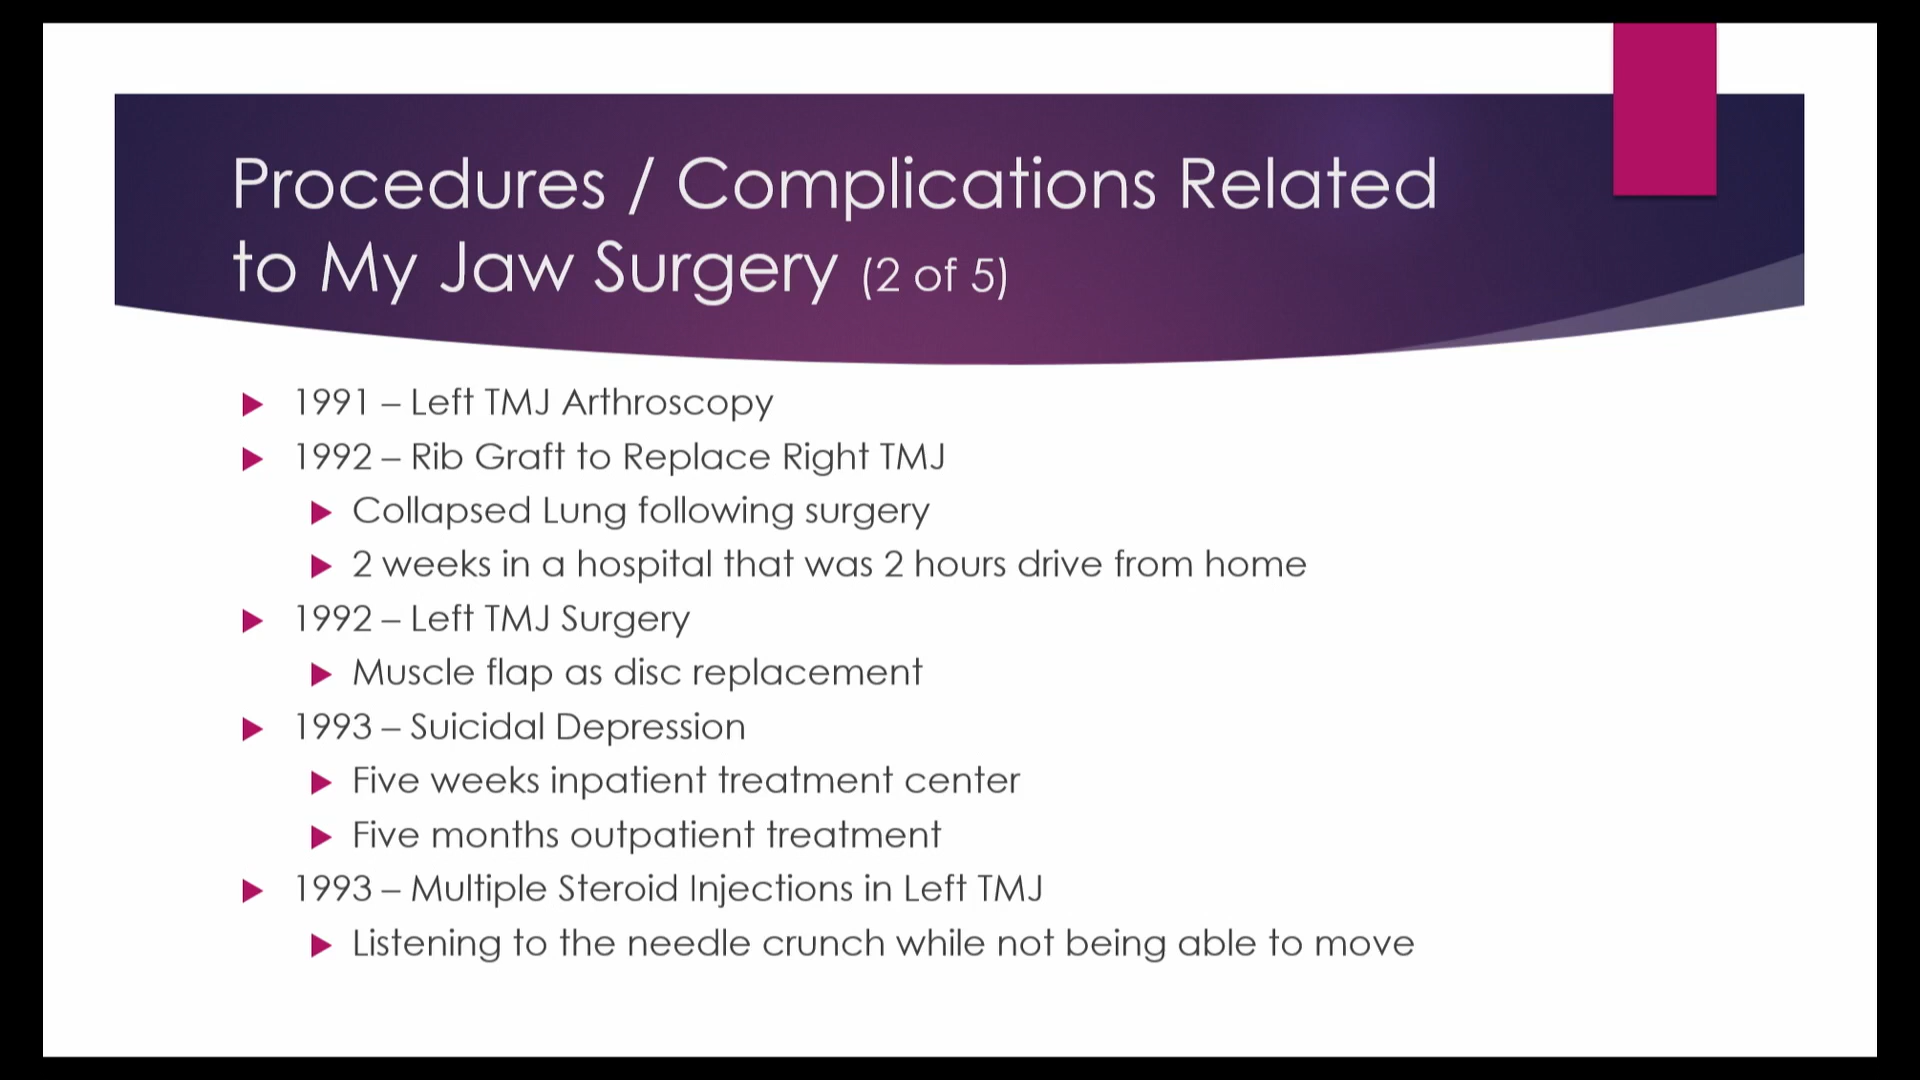 Procedures / Complications Related
to My Jaw Surgery (2 of 5)
1991 – Left TMJ Arthroscopy
1992 – Rib Graft to Replace Right TMJ
Collapsed Lung following surgery
2 weeks in a hospital that was 2 hours drive from home
1992 – Left TMJ Surgery
Muscle flap as disc replacement
1993 – Suicidal Depression
Five weeks inpatient treatment center
Five months outpatient treatment
1993 – Multiple Steroid Injections in Left TMJ
Listening to the needle crunch while not being able to move